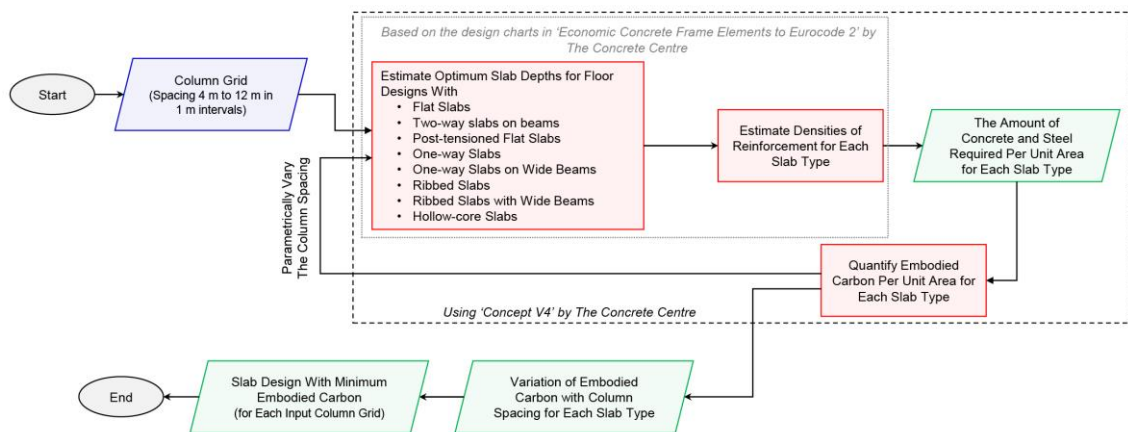 Based on the design charts in ‘Economic Concrete Frame Elements to Eurocode 2’ by
The Concrete Centre
Start
Column Grid
(Spacing 4 m to 12 m in
1 m intervals)
Estimate Optimum Slab Depths for Floor
Designs With
• Flat Slabs
• Two-way slabs on beams
• Post-tensioned Flat Slabs
• One-way Slabs
• One-way Slabs on Wide Beams
• Ribbed Slabs
• Ribbed Slabs with Wide Beams
• Hollow-core Slabs
Estimate Densities of
Reinforcement for Each
Slab Type
The Amount of
Concrete and Steel
Required Per Unit Area
for Each Slab Type
Parametrically Vary
The Column Spacing
Quantify Embodied
Carbon Per Unit Area for
Each Slab Type
Using ‘Concept V4’ by The Concrete Centre
End
Slab Design With Minimum
Embodied Carbon
(for Each Input Column Grid)
Variation of Embodied
Carbon with Column
Spacing for Each Slab Type